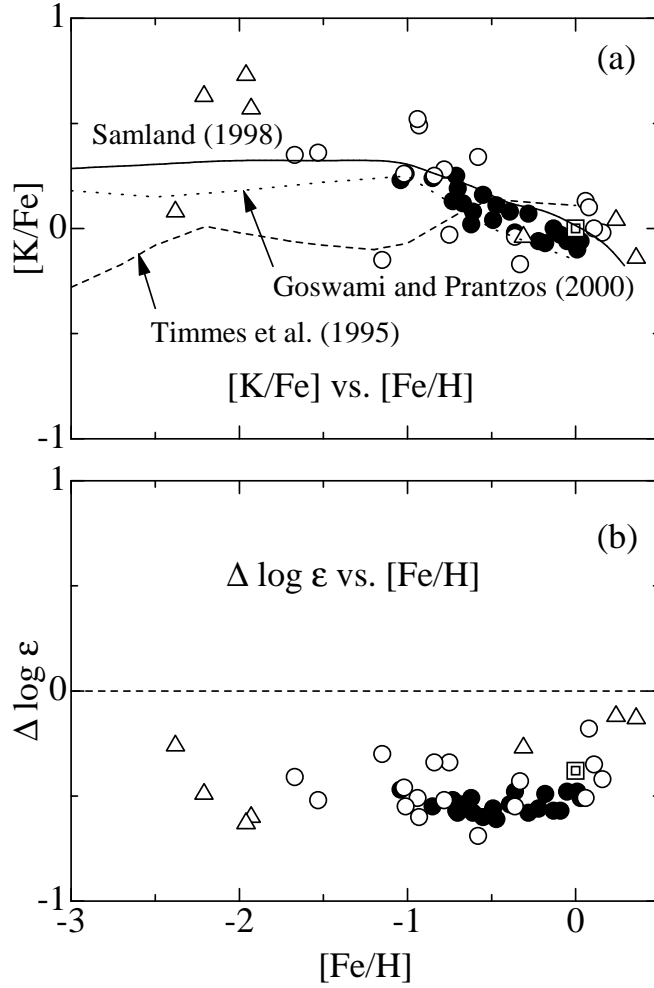 1
(a)
Samland (1998)
[K/Fe]
0
Goswami and Prantzos (2000)
Timmes et al. (1995)
[K/Fe] vs. [Fe/H]
-1
1
(b)
Δ log ε vs. [Fe/H]
Δ log ε
0
-1
-3 -2 -1 0
[Fe/H]